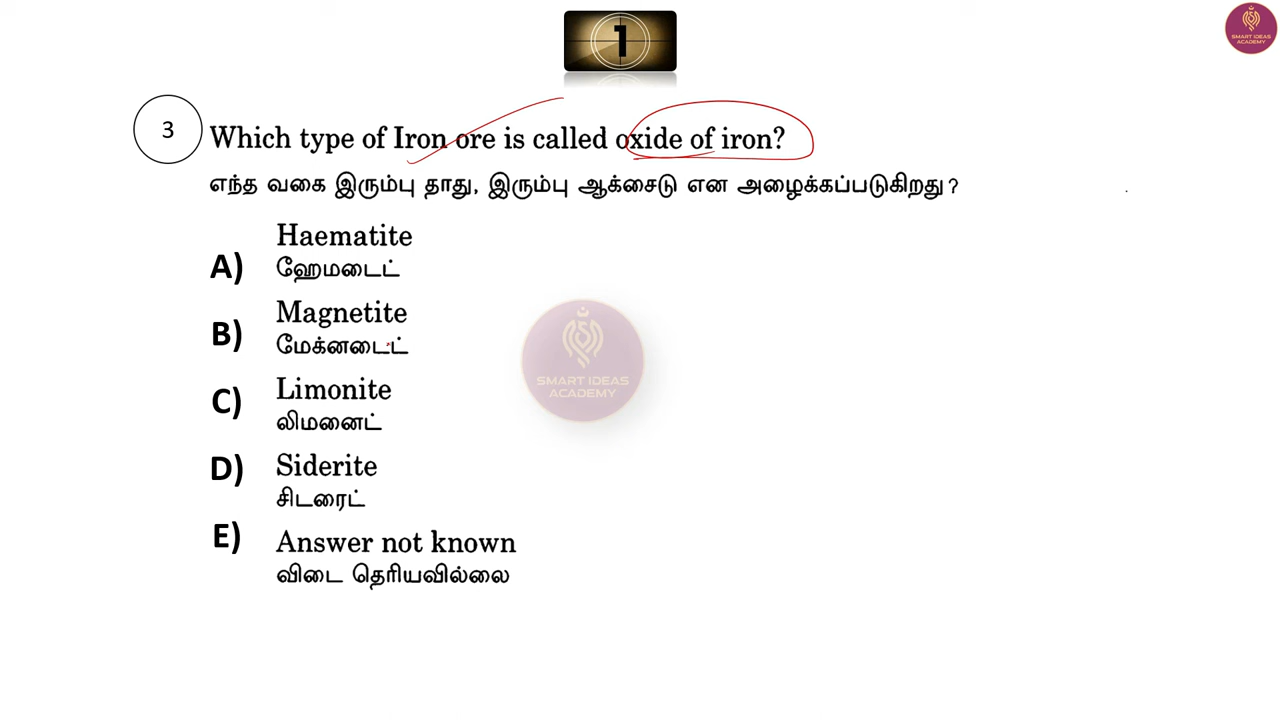 1
SMART IDEAS
ACADEMY
3
Which type of Iron ore is called oxide of iron?
எந்த வகை இரும்பு தாது, இரும்பு ஆக்சைடு என அழைக்கப்படுகிறது?
A) Haematite
ஹேமடைட்
B) Magnetite
மேக்னடைட்
C) Limonite
லிமனைட்
D) Siderite
சிடரைட்
E) Answer not known
விடை தெரியவில்லை
SMART IDEAS
ACADEMY